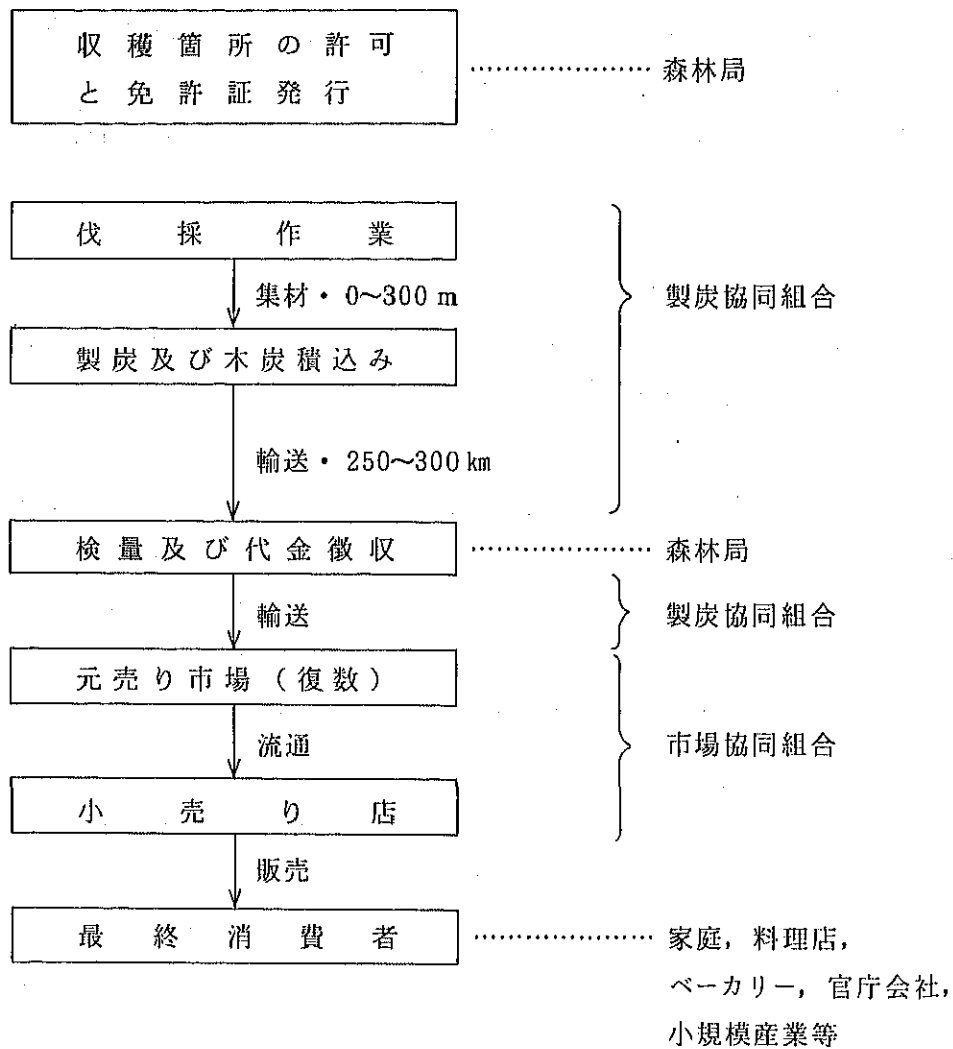 収穫箇所の許可
と免許証発行
森林局
伐採作業
集材・0〜300m
製炭協同組合
製炭及び木炭積込み
輸送・250〜300km
検量及び代金徴収
森林局
輸送
製炭協同組合
元売り市場(復数)
流通
市場協同組合
小売り店
販売
最終消費者
家庭,料理店,
ベーカリー,官庁会社,
小規模産業等